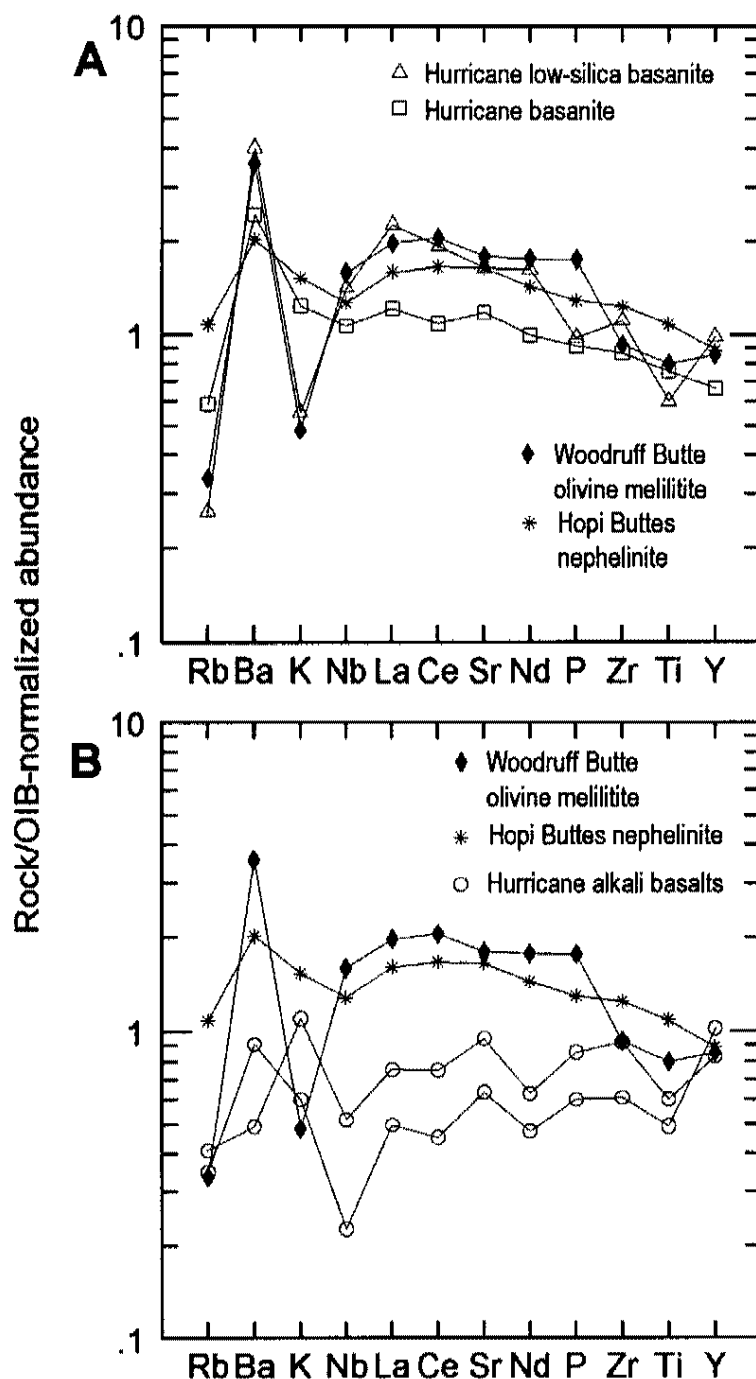 Rock/OIB-normalized abundance
A
10
1
.1
Hurricane low-silica basanite
Hurricane basanite
Woodruff Butte
olivine melilitite
Hopi Buttes
nephelinite
Rb Ba K Nb La Ce Sr Nd P Zr Ti Y
B
10
1
.1
Woodruff Butte
olivine melilitite
Hopi Buttes nephelinite
Hurricane alkali basalts
Rb Ba K Nb La Ce Sr Nd P Zr Ti Y